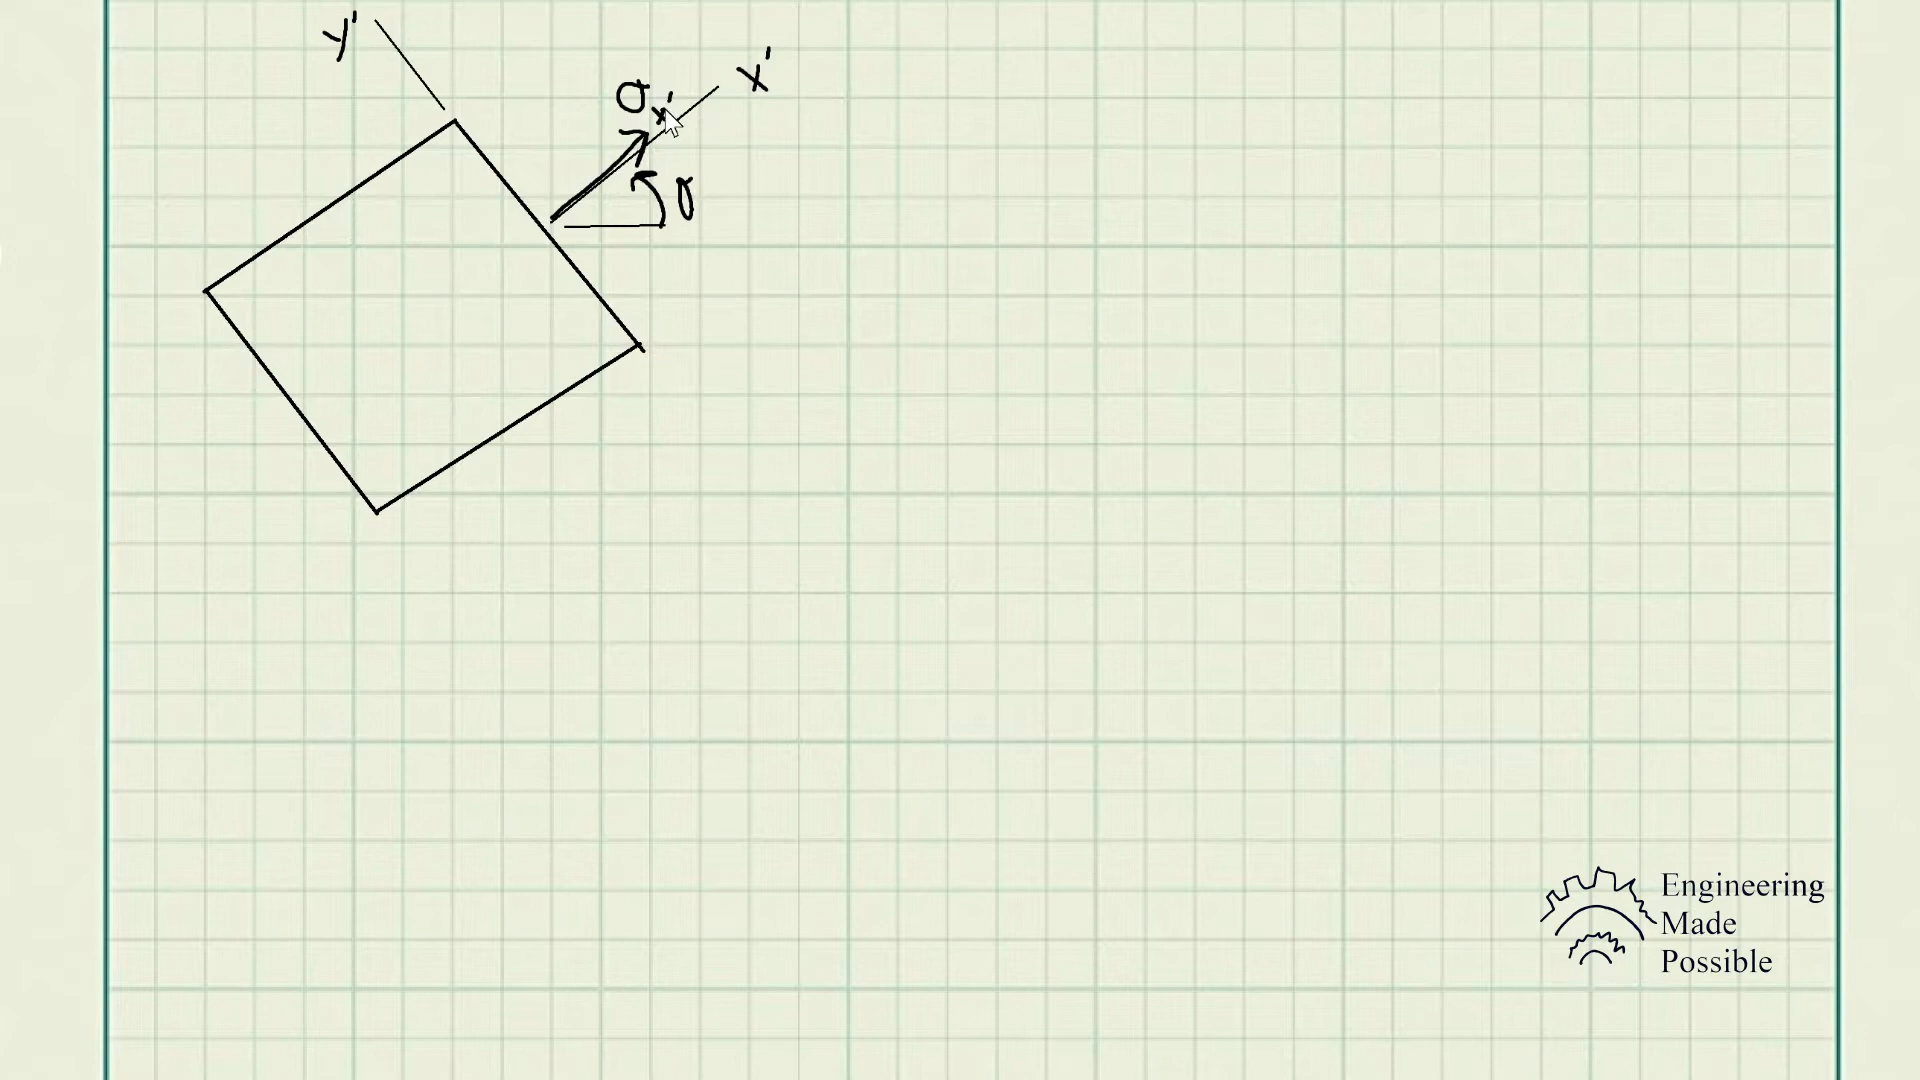 y'
x'
σx'
θ
Engineering
Made
Possible